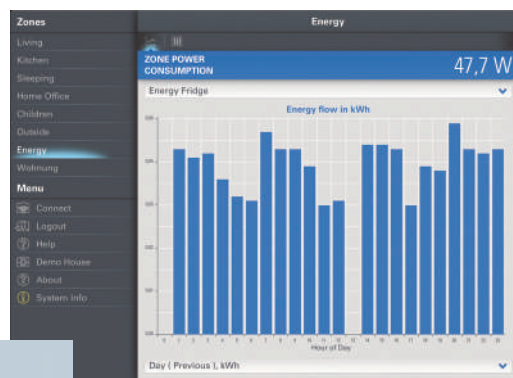 Zones
Energy
Living
Kitchen
Sleeping
Home Office
Children
Outside
Energy
Wohnung
Menu
Connect
Logout
Help
Demo House
About
System info
ZONE POWER
CONSUMPTION
47,7 W
Energy Fridge
Energy flow in kWh
Hour of Day
Day ( Previous ), kWh